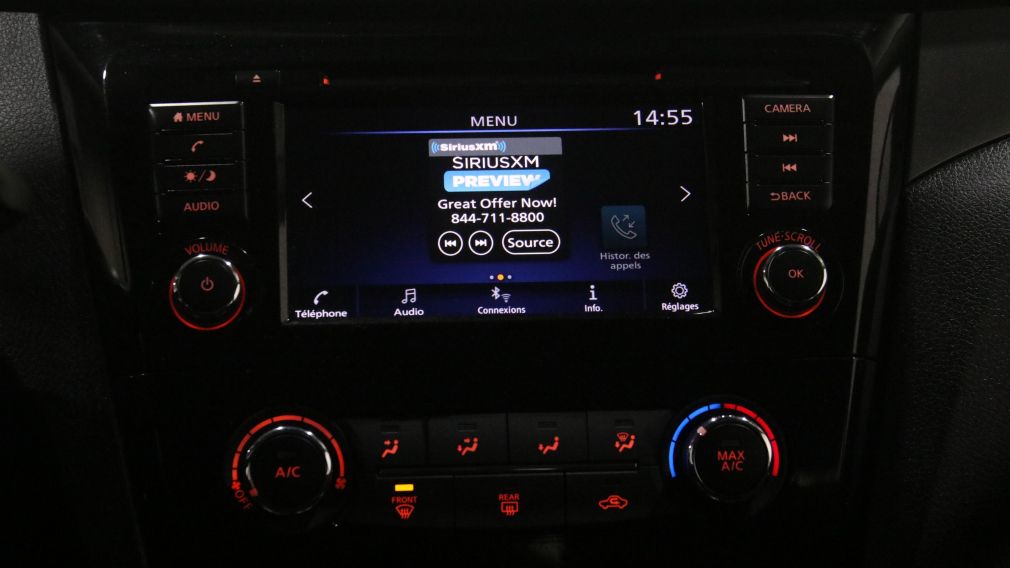 MENU
14:55
MENU
CAMERA
((SiriusXM))
SIRIUSXM
PREVIEW
AUDIO
BACK
Great Offer Now!
844-711-8800
Source
Histor. des
appels
VOLUME
TUNE·SCROLL
OK
Téléphone
Audio
Connexions
Info.
Réglages
A/C
OFF
MAX
A/C
FRONT
REAR